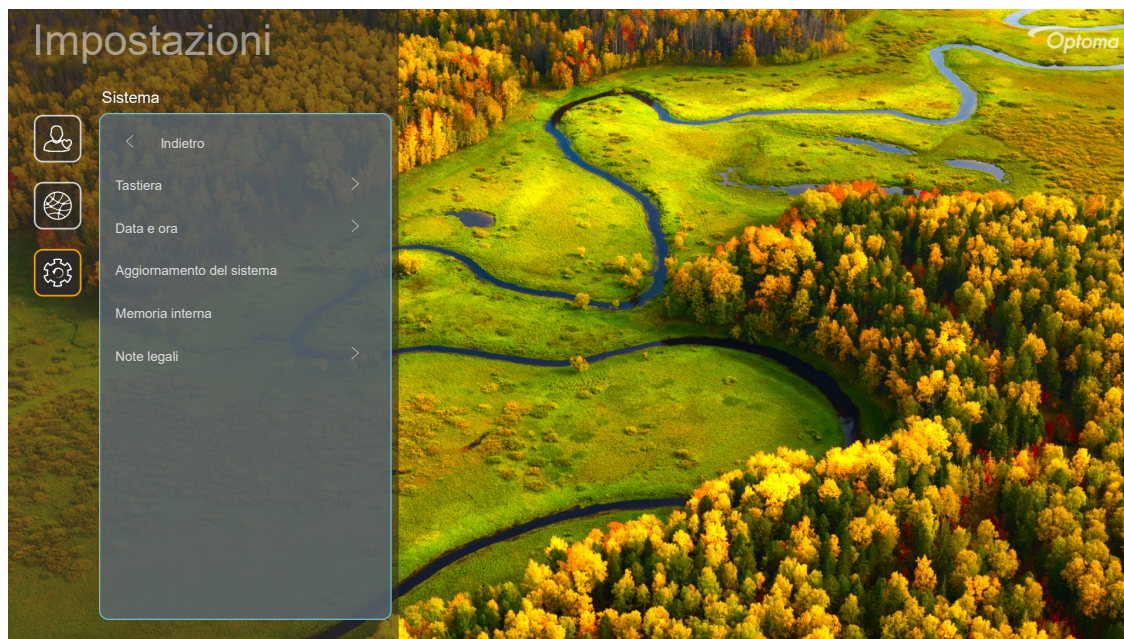 Impostazioni
Optoma
Sistema
Indietro
Tastiera
Data e ora
Aggiornamento del sistema
Memoria interna
Note legali